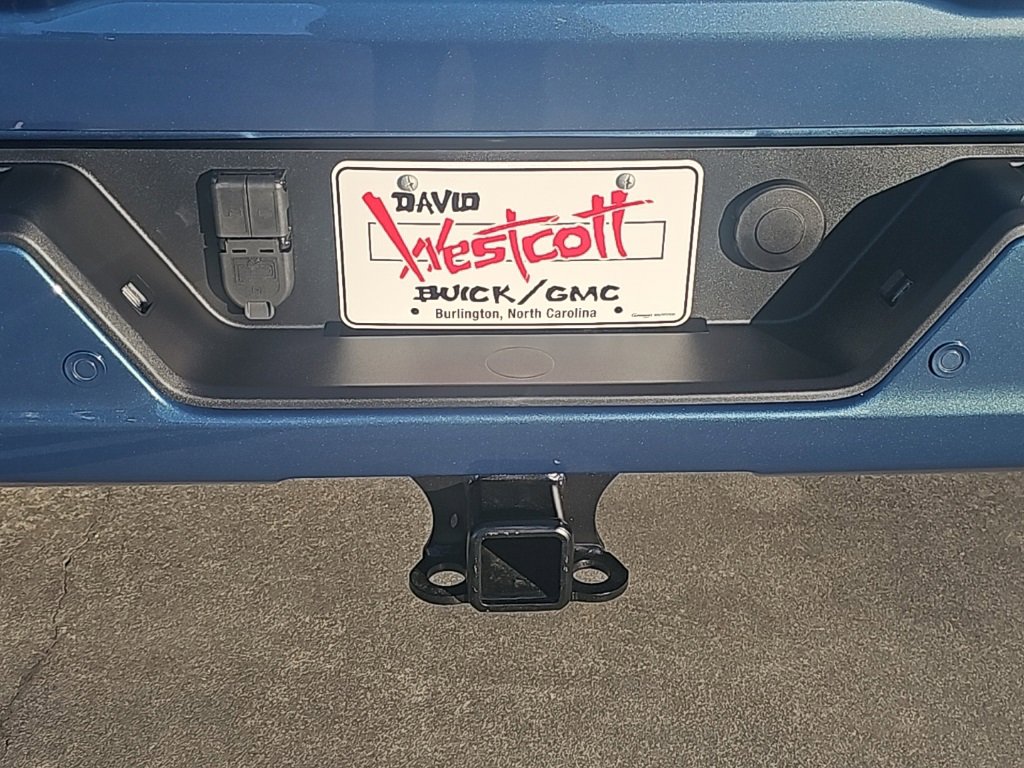 DAVID
Westcott
BUICK/GMC
Burlington, North Carolina